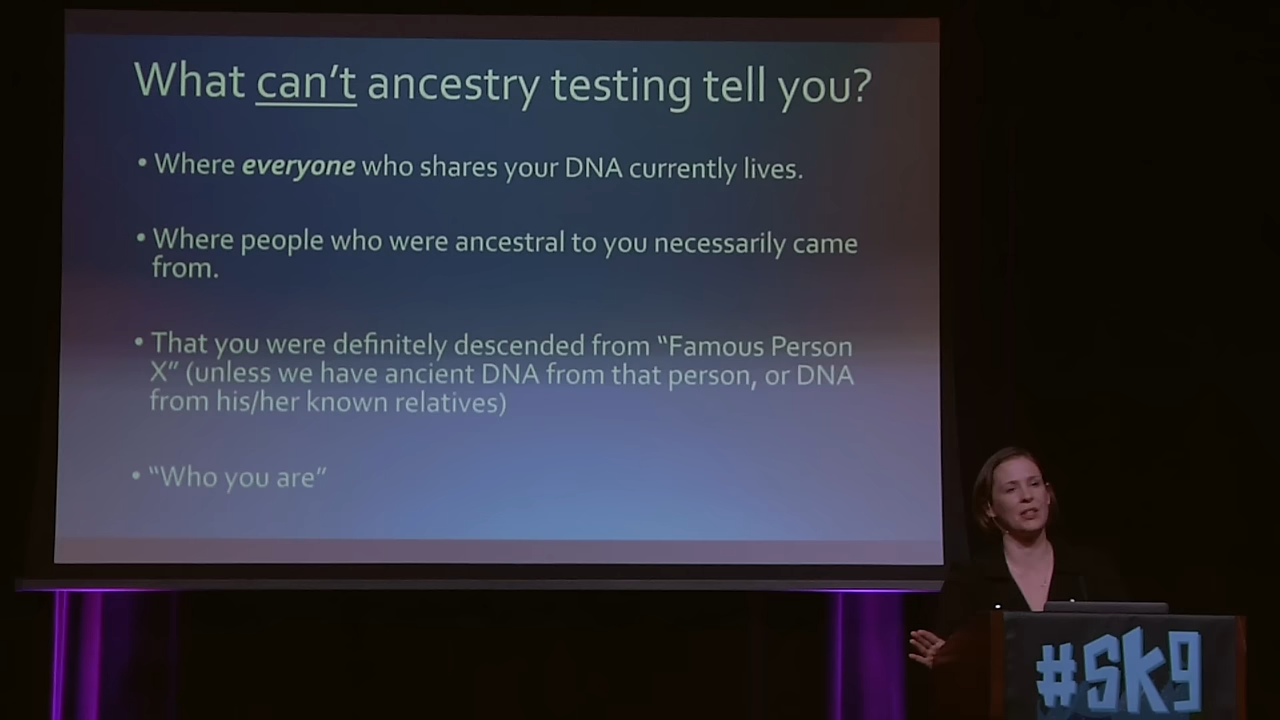 What can't ancestry testing tell you?
• Where everyone who shares your DNA currently lives.
• Where people who were ancestral to you necessarily came
from.
• That you were definitely descended from “Famous Person
X” (unless we have ancient DNA from that person, or DNA
from his/her known relatives)
• “Who you are”
#SK9